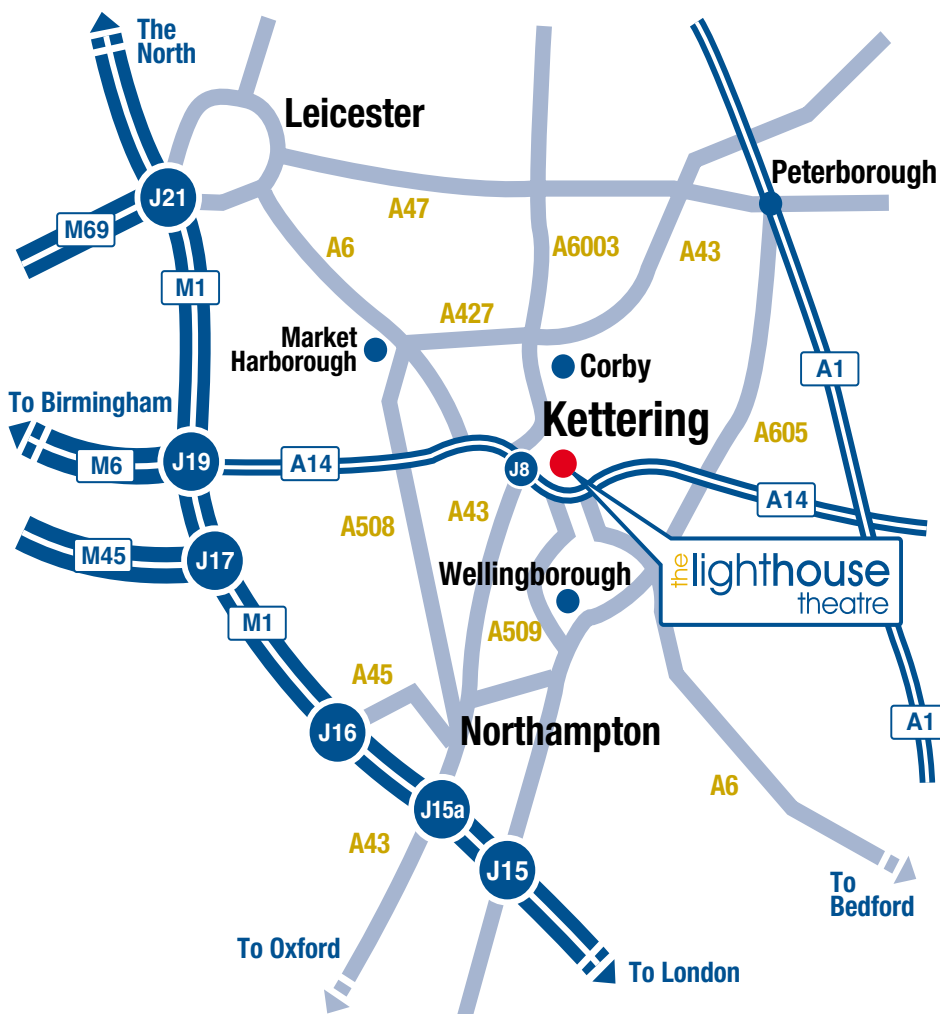 The
North
Leicester
Peterborough
J21
A47
M69
A6
A6003
A43
M1
A427
Market
Harborough
Corby
A1
To Birmingham
Kettering
A605
M6
J19
A14
J8
A14
A508
A43
M45
J17
Wellingborough
the lighthouse
theatre
M1
A509
A45
J16
Northampton
A1
A6
J15a
A43
J15
To
Bedford
To Oxford
To London